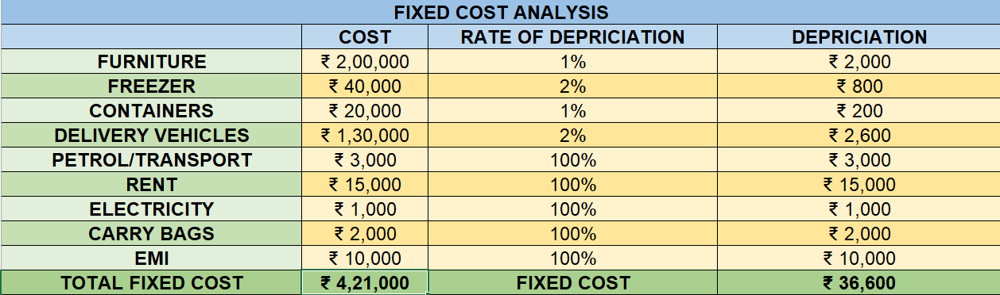 FIXED COST ANALYSIS
COST RATE OF DEPRICIATION DEPRICIATION
FURNITURE ₹ 2,00,000 1% ₹ 2,000
FREEZER ₹ 40,000 2% ₹ 800
CONTAINERS ₹ 20,000 1% ₹ 200
DELIVERY VEHICLES ₹ 1,30,000 2% ₹ 2,600
PETROL/TRANSPORT ₹ 3,000 100% ₹ 3,000
RENT ₹ 15,000 100% ₹ 15,000
ELECTRICITY ₹ 1,000 100% ₹ 1,000
CARRY BAGS ₹ 2,000 100% ₹ 2,000
EMI ₹ 10,000 100% ₹ 10,000
TOTAL FIXED COST ₹ 4,21,000 FIXED COST ₹ 36,600